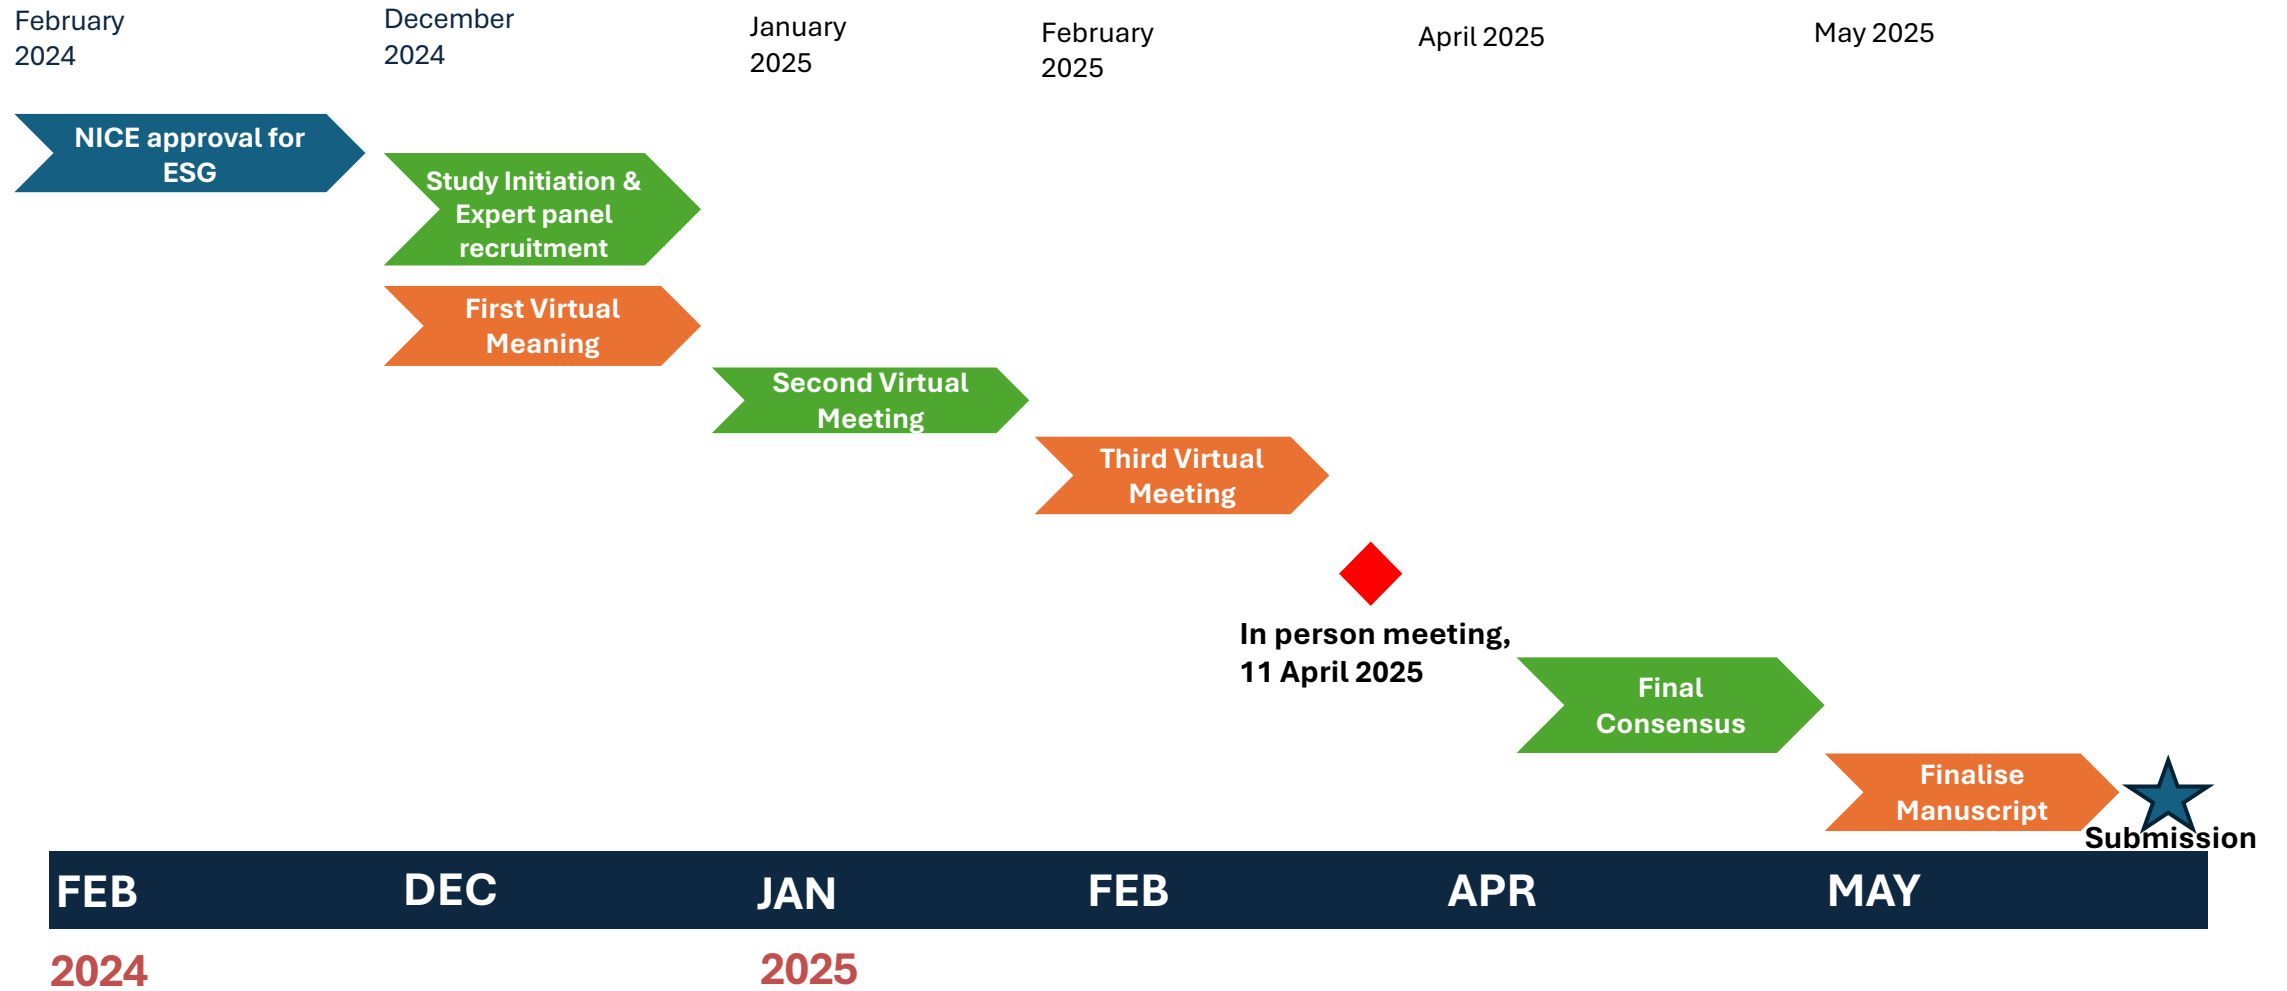 February
2024
December
2024
January
2025
February
2025
April 2025
May 2025
NICE approval for
ESG
Study Initiation &
Expert panel
recruitment
First Virtual
Meaning
Second Virtual
Meeting
Third Virtual
Meeting
In person meeting,
11 April 2025
Final
Consensus
Finalise
Manuscript
Submission
FEB
DEC
JAN
FEB
APR
MAY
2024
2025